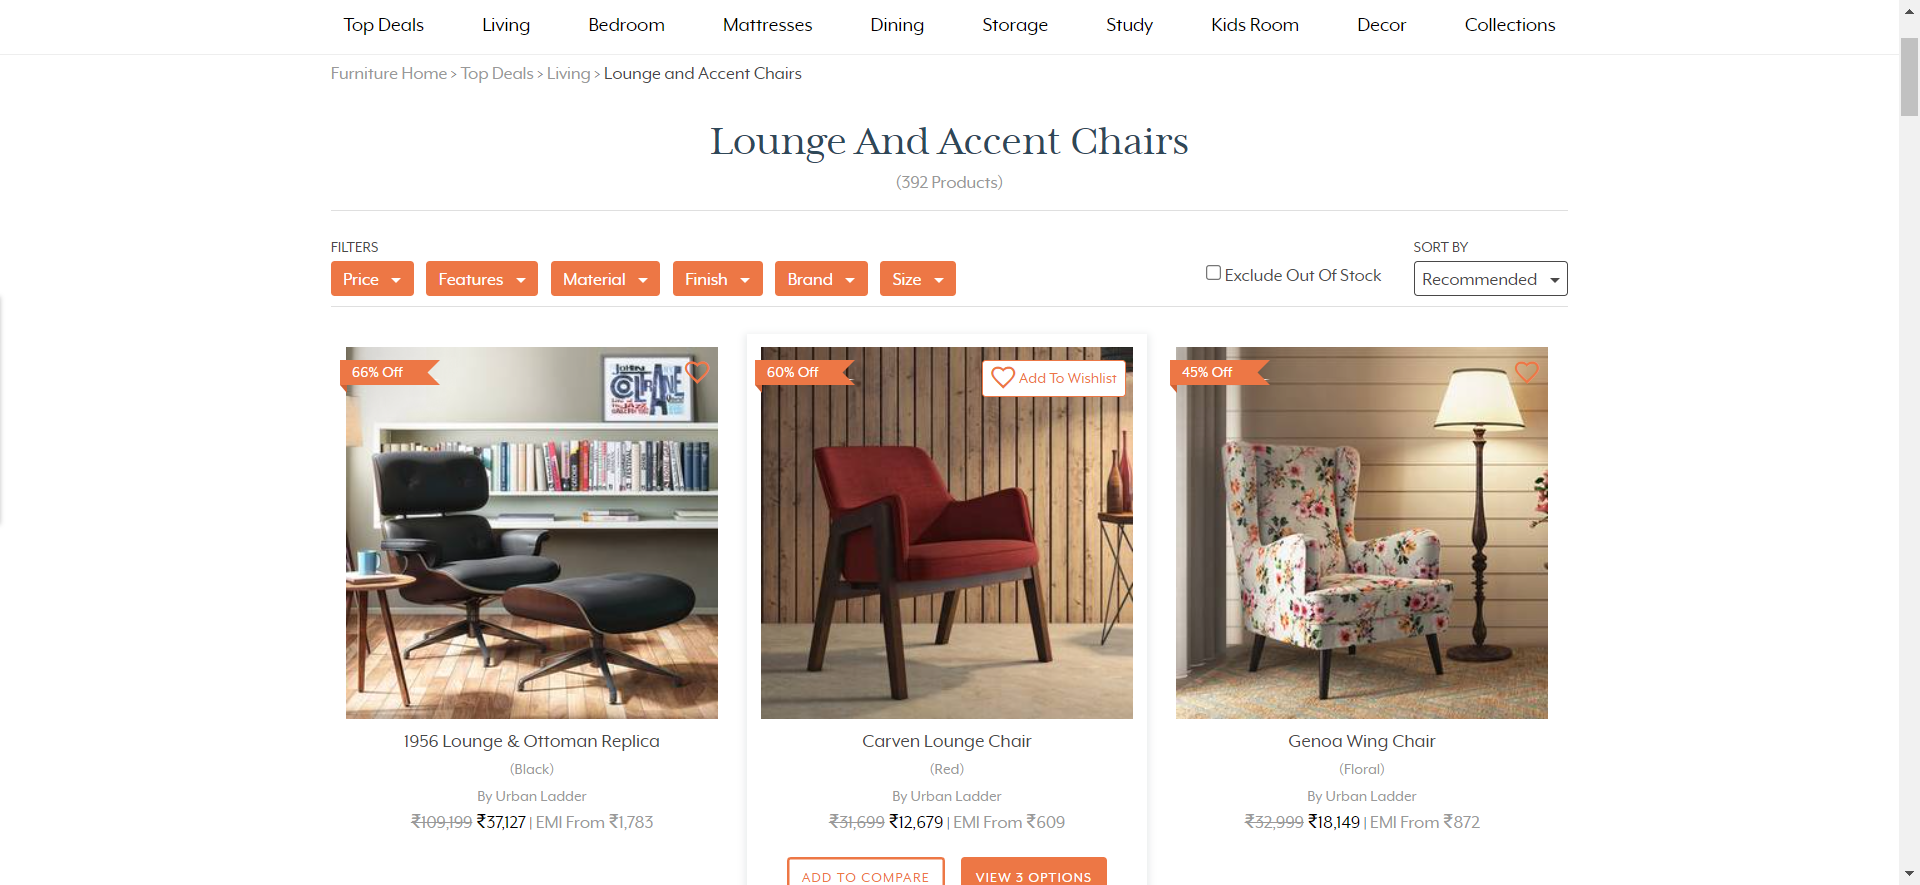 Top Deals Living Bedroom Mattresses Dining Storage Study Kids Room Decor Collections
Furniture Home > Top Deals > Living > Lounge and Accent Chairs
Lounge And Accent Chairs
(392 Products)
FILTERS
SORT BY
Price Features Material Finish Brand Size
Exclude Out Of Stock
Recommended
66% Off
60% Off
Add To Wishlist
45% Off
JOHN
COLTRANE
1956 Lounge & Ottoman Replica
(Black)
By Urban Ladder
₹109,199 ₹37,127 | EMI From ₹1,783
Carven Lounge Chair
(Red)
By Urban Ladder
₹31,699 ₹12,679 | EMI From ₹609
ADD TO COMPARE
VIEW 3 OPTIONS
Genoa Wing Chair
(Floral)
By Urban Ladder
₹32,999 ₹18,149 | EMI From ₹872